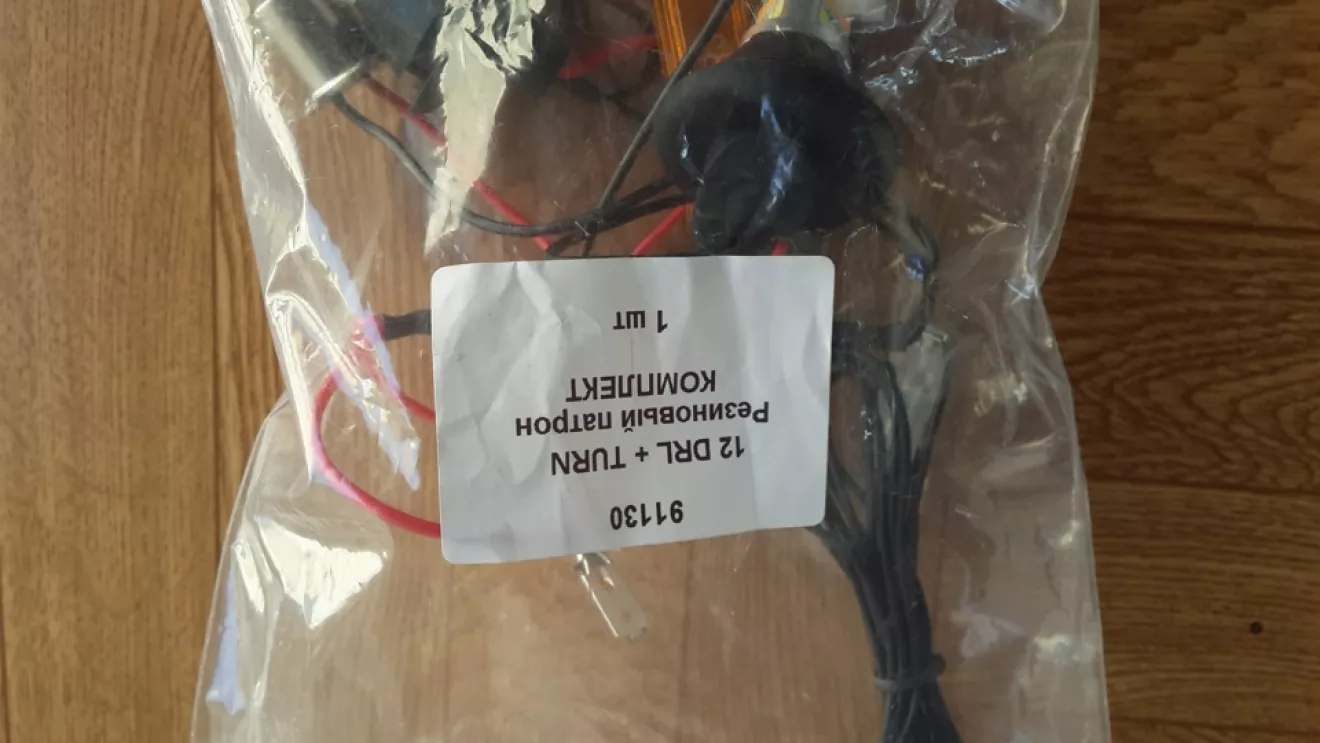 91130
12 DRL + TURN
Резиновый патрон
КОМПЛЕКТ
1 шт